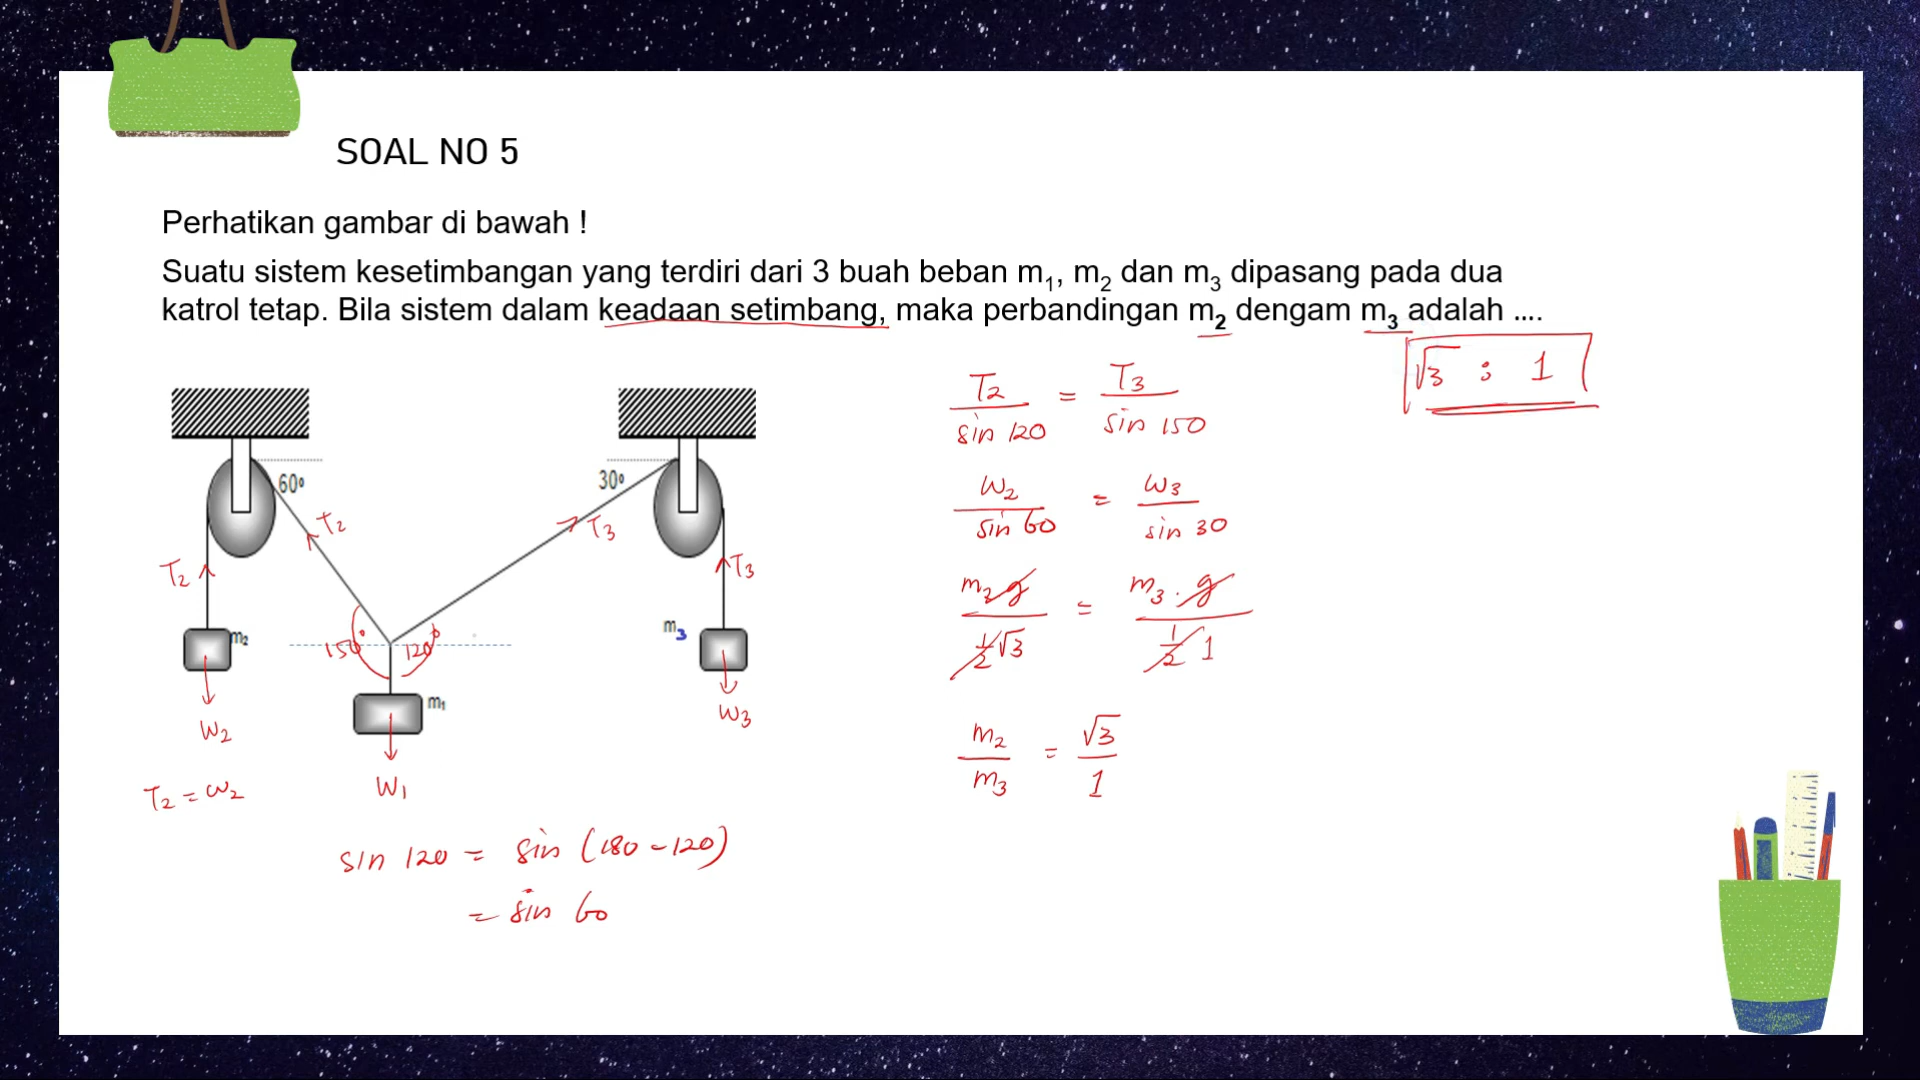 SOAL NO 5
Perhatikan gambar di bawah !
Suatu sistem kesetimbangan yang terdiri dari 3 buah beban m₁, m₂ dan m₃ dipasang pada dua
katrol tetap. Bila sistem dalam keadaan setimbang, maka perbandingan m₂ dengam m₃ adalah ....
√3 : 1
60°
30°
T₂
T₃
T₂
T₃
m₂
m₃
150°
120°
m₁
W₂
W₃
W₁
T₂ = W₂
sin 120 = sin (180 - 120)
= sin 60
T₂ / sin 120 = T₃ / sin 150
W₂ / sin 60 = W₃ / sin 30
m₂g / ½√3 = m₃.g / ½ 1
m₂ / m₃ = √3 / 1